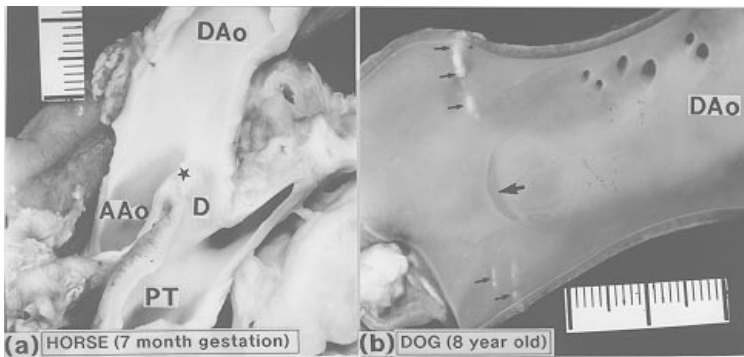 DAo
AAo
D
PT
(a) HORSE (7 month gestation)
DAo
(b) DOG (8 year old)